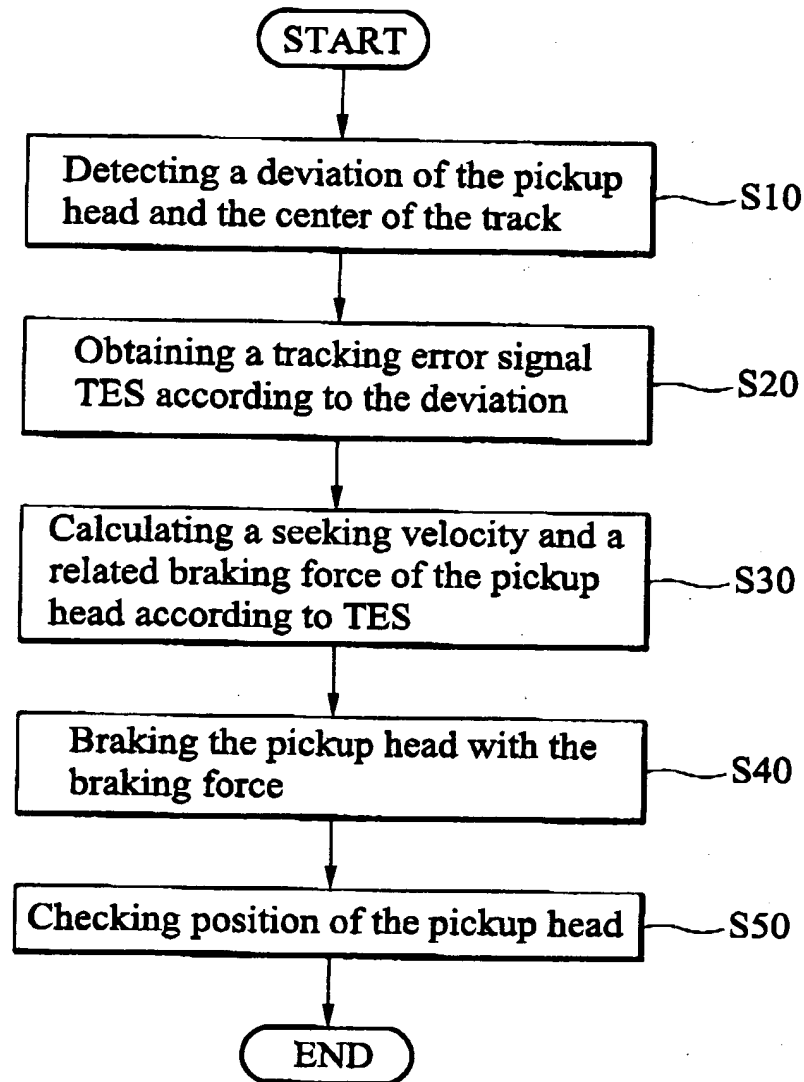 START
Detecting a deviation of the pickup
head and the center of the track
S10
Obtaining a tracking error signal
TES according to the deviation
S20
Calculating a seeking velocity and a
related braking force of the pickup
head according to TES
S30
Braking the pickup head with the
braking force
S40
Checking position of the pickup head
S50
END